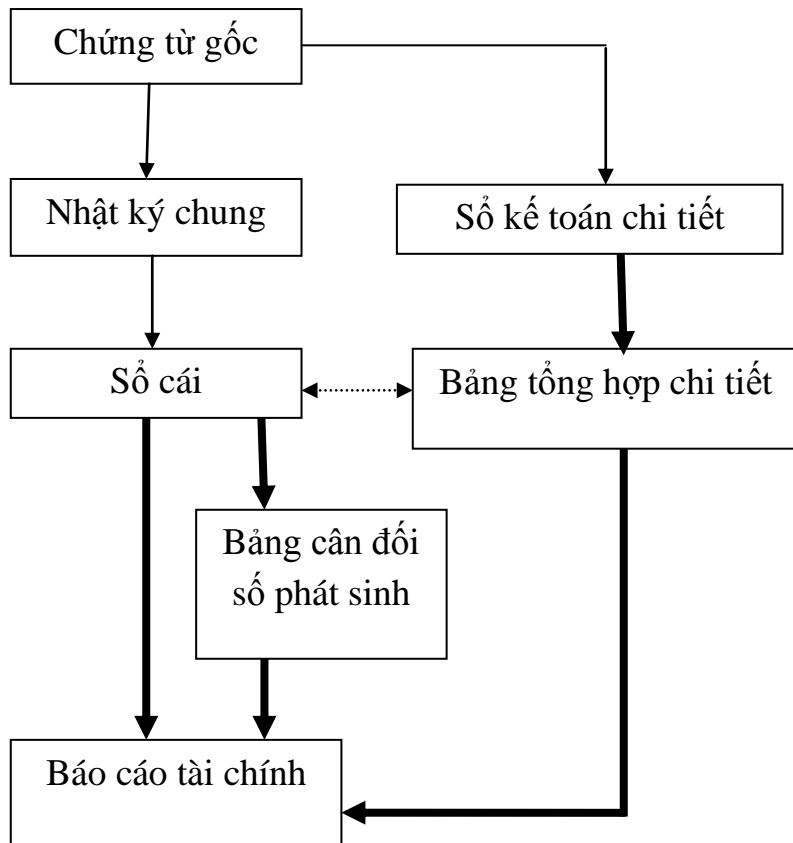 Chứng từ gốc
Nhật ký chung
Sổ kế toán chi tiết
Sổ cái
Bảng tổng hợp chi tiết
Bảng cân đối
số phát sinh
Báo cáo tài chính